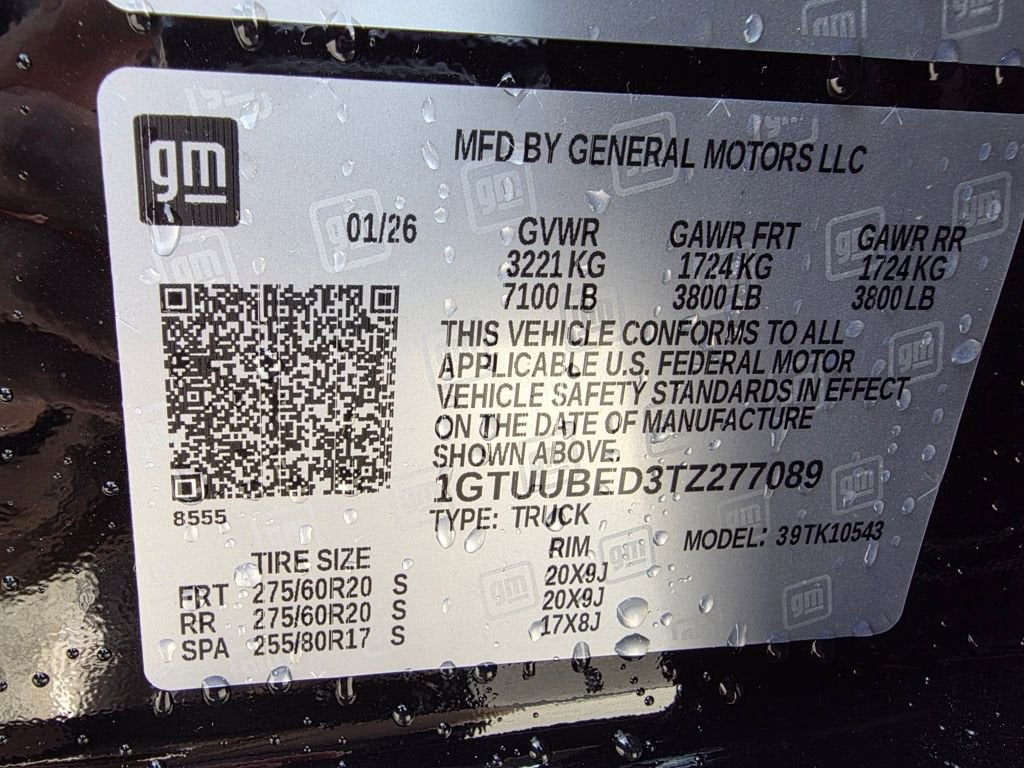 gm
MFD BY GENERAL MOTORS LLC
01/26 GVWR GAWR FRT GAWR RR
3221 KG 1724 KG 1724 KG
7100 LB 3800 LB 3800 LB
THIS VEHICLE CONFORMS TO ALL
APPLICABLE U.S. FEDERAL MOTOR
VEHICLE SAFETY STANDARDS IN EFFECT
ON THE DATE OF MANUFACTURE
SHOWN ABOVE.
1GTUUBED3TZ277089
8555
TYPE: TRUCK MODEL: 39TK10543
TIRE SIZE RIM
FRT 275/60R20 S 20X9J
RR 275/60R20 S 20X9J
SPA 255/80R17 S 17X8J